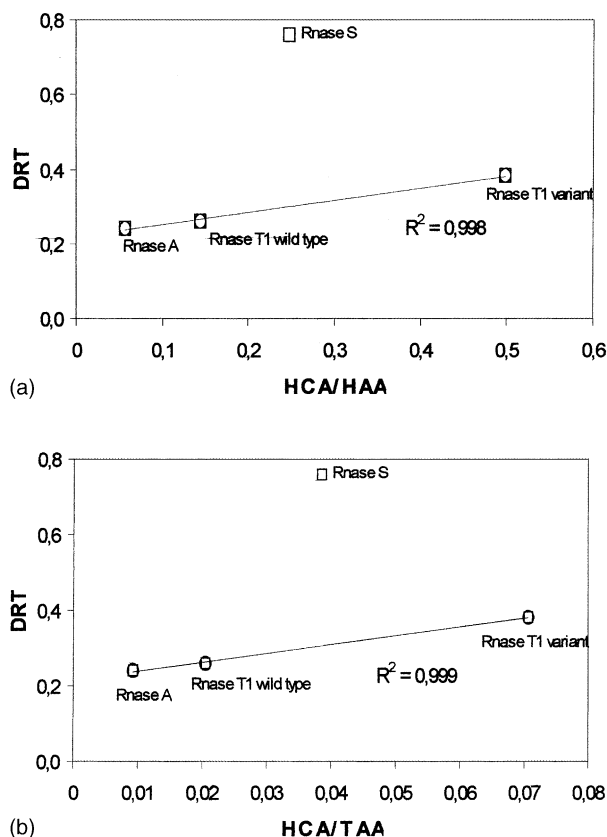 0,8
Rnase S
0,6
DRT
0,4
Rnase T1 variant
R² = 0,998
0,2
Rnase A
Rnase T1 wild type
0,0
0 0,1 0,2 0,3 0,4 0,5 0,6
(a)
HCA/HAA
0,8
Rnase S
0,6
DRT
0,4
Rnase T1 variant
0,2
Rnase A
Rnase T1 wild type
R² = 0,999
0,0
0 0,01 0,02 0,03 0,04 0,05 0,06 0,07 0,08
(b)
HCA/TAA